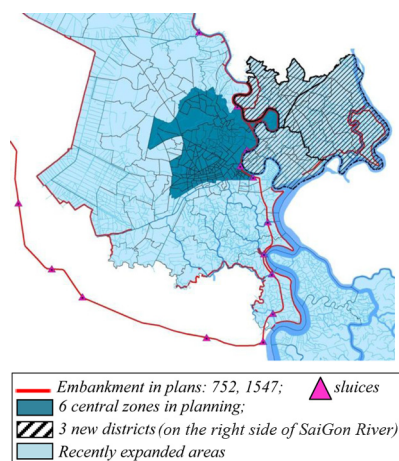 Embankment in plans: 752, 1547; sluices
6 central zones in planning;
3 new districts (on the right side of SaiGon River)
Recently expanded areas